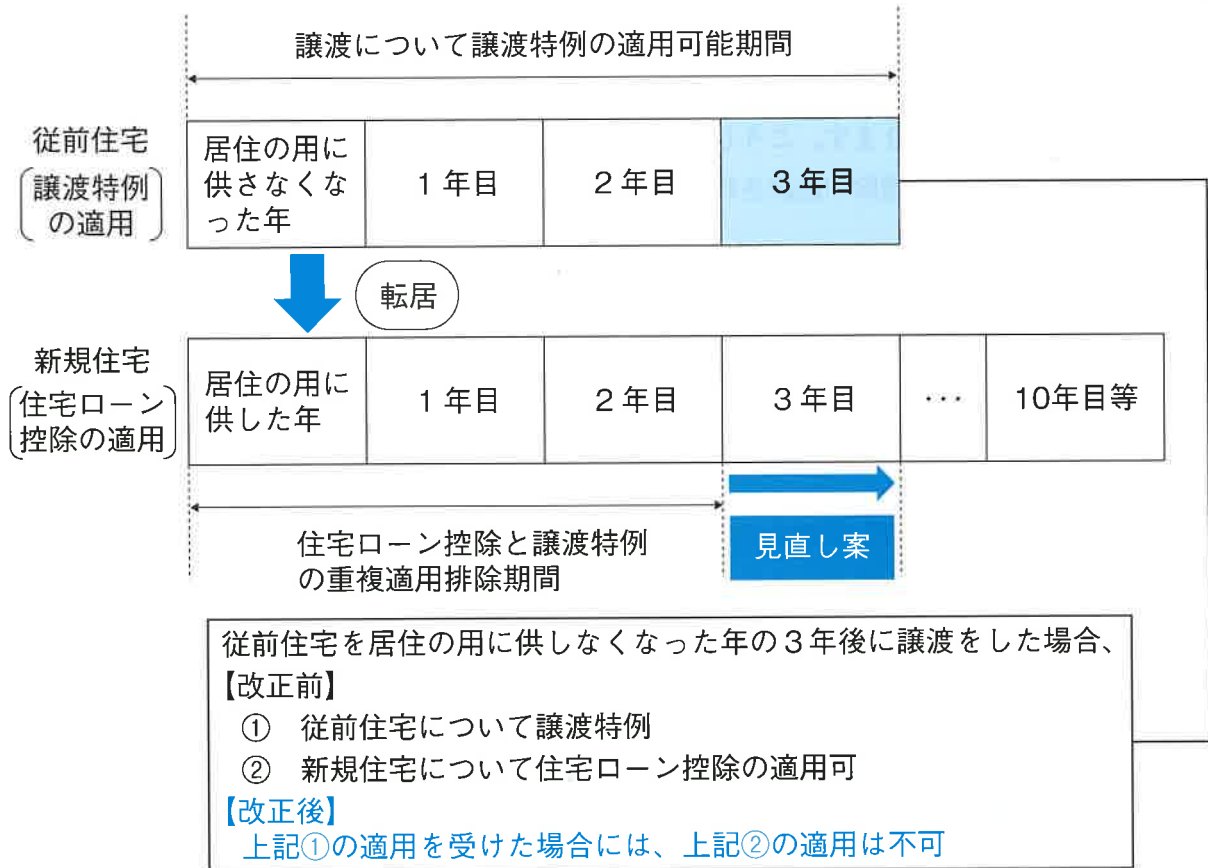 譲渡について譲渡特例の適用可能期間
従前住宅
譲渡特例
の適用
居住の用に
供さなくな
った年
1年目
2年目
3年目
転居
新規住宅
住宅ローン
控除の適用
居住の用に
供した年
1年目
2年目
3年目
…
10年目等
住宅ローン控除と譲渡特例
の重複適用排除期間
見直し案
従前住宅を居住の用に供しなくなった年の3年後に譲渡をした場合、
【改正前】
① 従前住宅について譲渡特例
② 新規住宅について住宅ローン控除の適用可
【改正後】
上記①の適用を受けた場合には、上記②の適用は不可